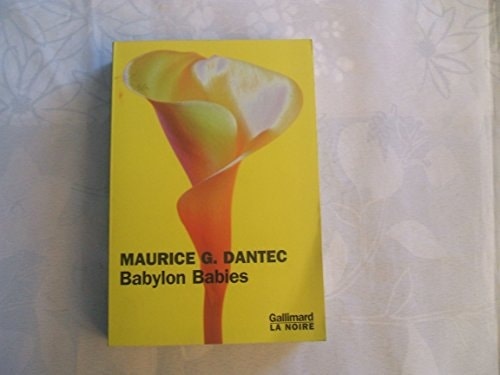 MAURICE G. DANTEC
Babylon Babies
Gallimard
LA NOIRE